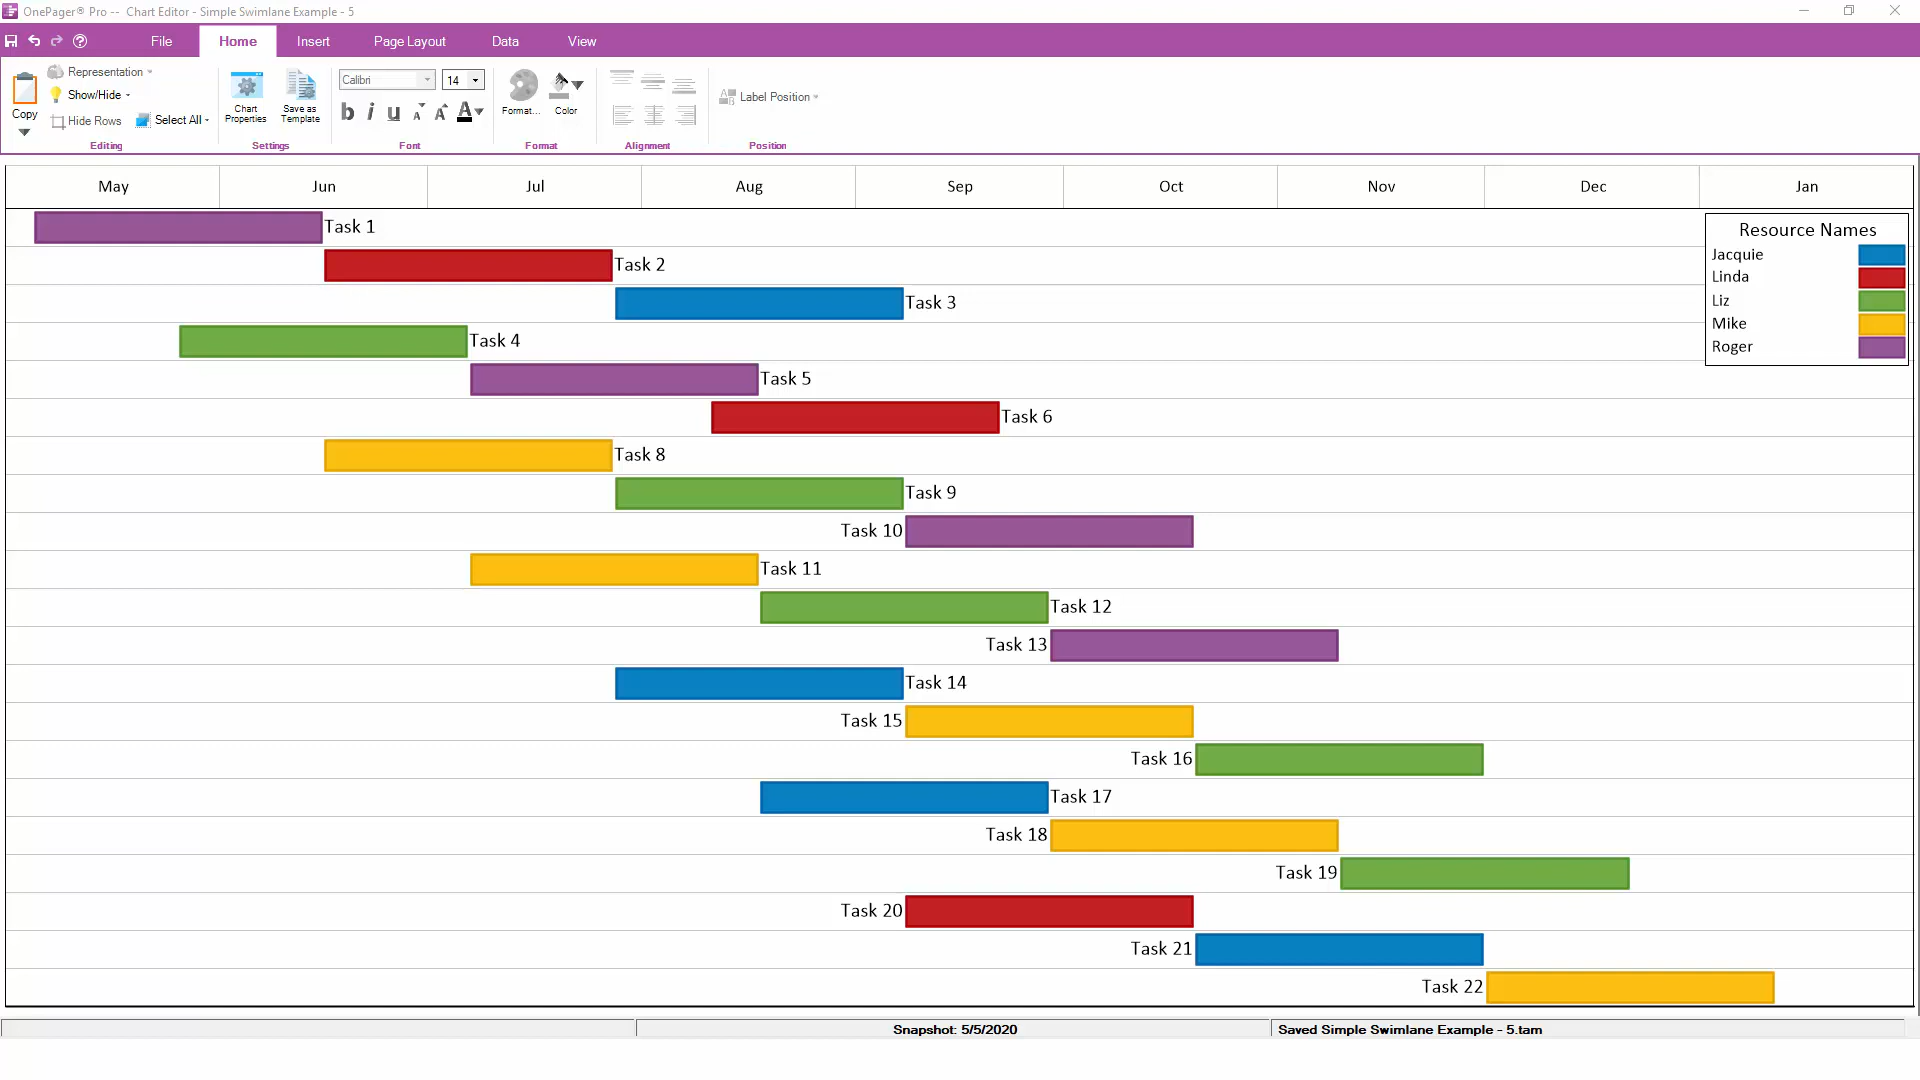 OnePager® Pro -- Chart Editor - Simple Swimlane Example - 5
File Home Insert Page Layout Data View
Representation
Show/Hide
Hide Rows Select All
Copy
Chart Properties
Save as Template
Calibri 14
b i u A A A
Format... Color
Label Position
Editing Settings Font Format Alignment Position
May Jun Jul Aug Sep Oct Nov Dec Jan
Resource Names
Jacquie
Linda
Liz
Mike
Roger
Task 1
Task 2
Task 3
Task 4
Task 5
Task 6
Task 8
Task 9
Task 10
Task 11
Task 12
Task 13
Task 14
Task 15
Task 16
Task 17
Task 18
Task 19
Task 20
Task 21
Task 22
Snapshot: 5/5/2020
Saved Simple Swimlane Example - 5.tam